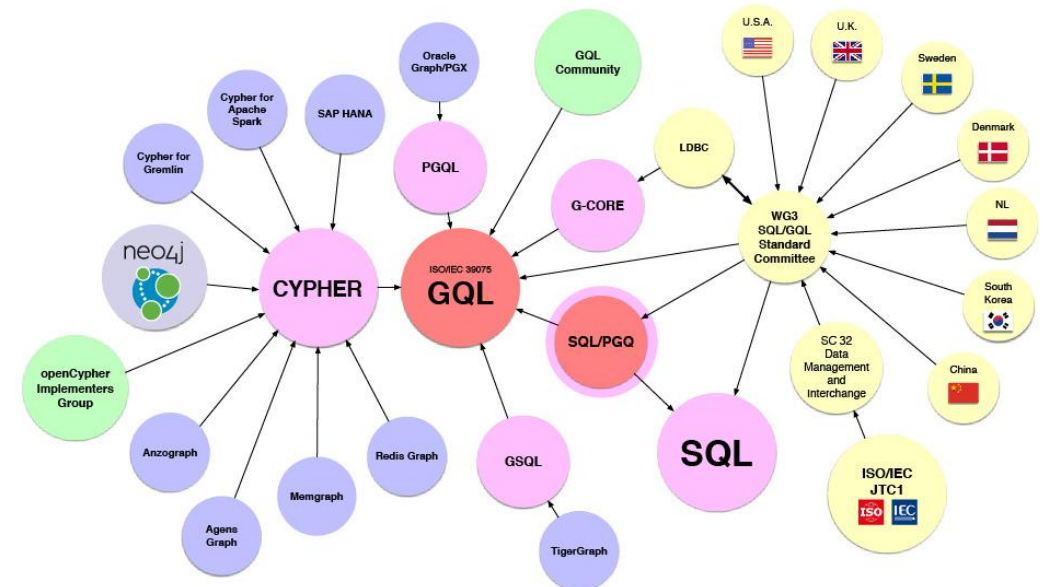 U.S.A.
U.K.
Sweden
Denmark
NL
South
Korea
China
Oracle
Graph/PGX
GQL
Community
Cypher for
Apache
Spark
SAP HANA
Cypher for
Gremlin
PGQL
G-CORE
LDBC
WG3
SQL/GQL
Standard
Committee
neo4j
CYPHER
ISO/IEC 39075
GQL
SQL/PGQ
SC 32
Data
Management
and
Interchange
openCypher
Implementers
Group
Anzograph
Agens
Graph
Memgraph
Redis Graph
GSQL
TigerGraph
SQL
ISO/IEC
JTC1
ISO
IEC